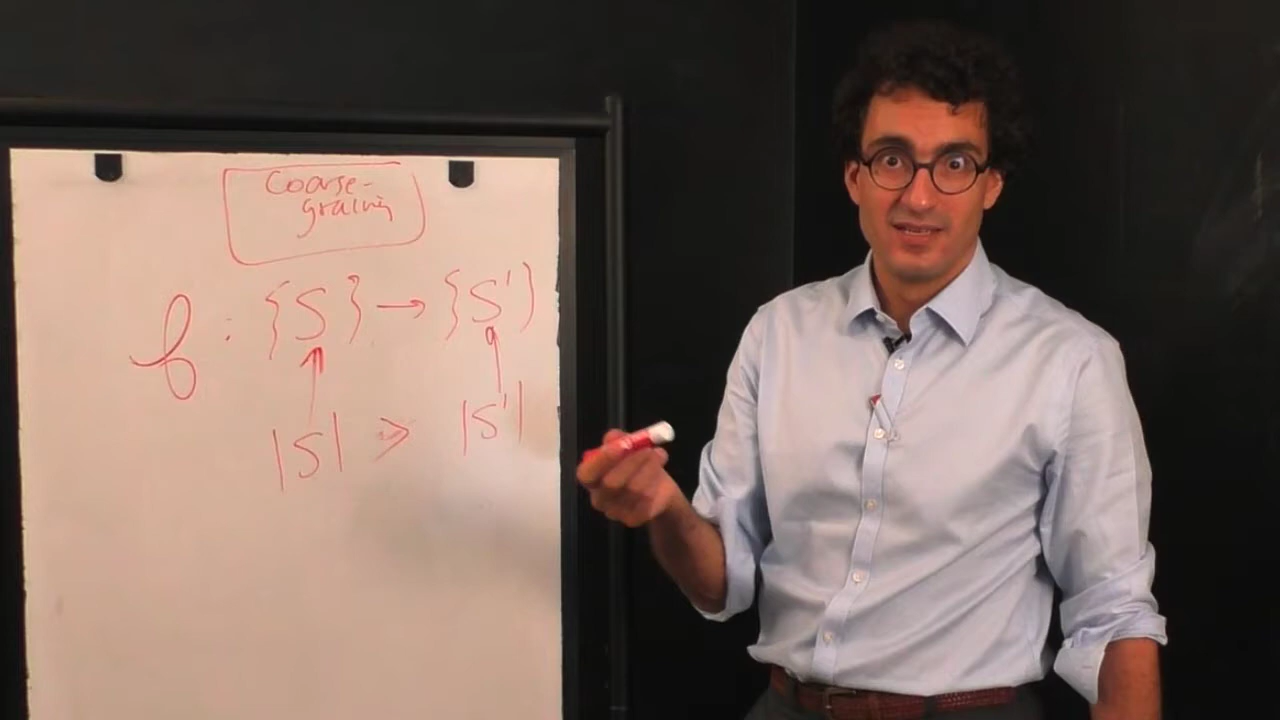 Coarse-
graining
f : {S} → {S'}
|S| > |S'|